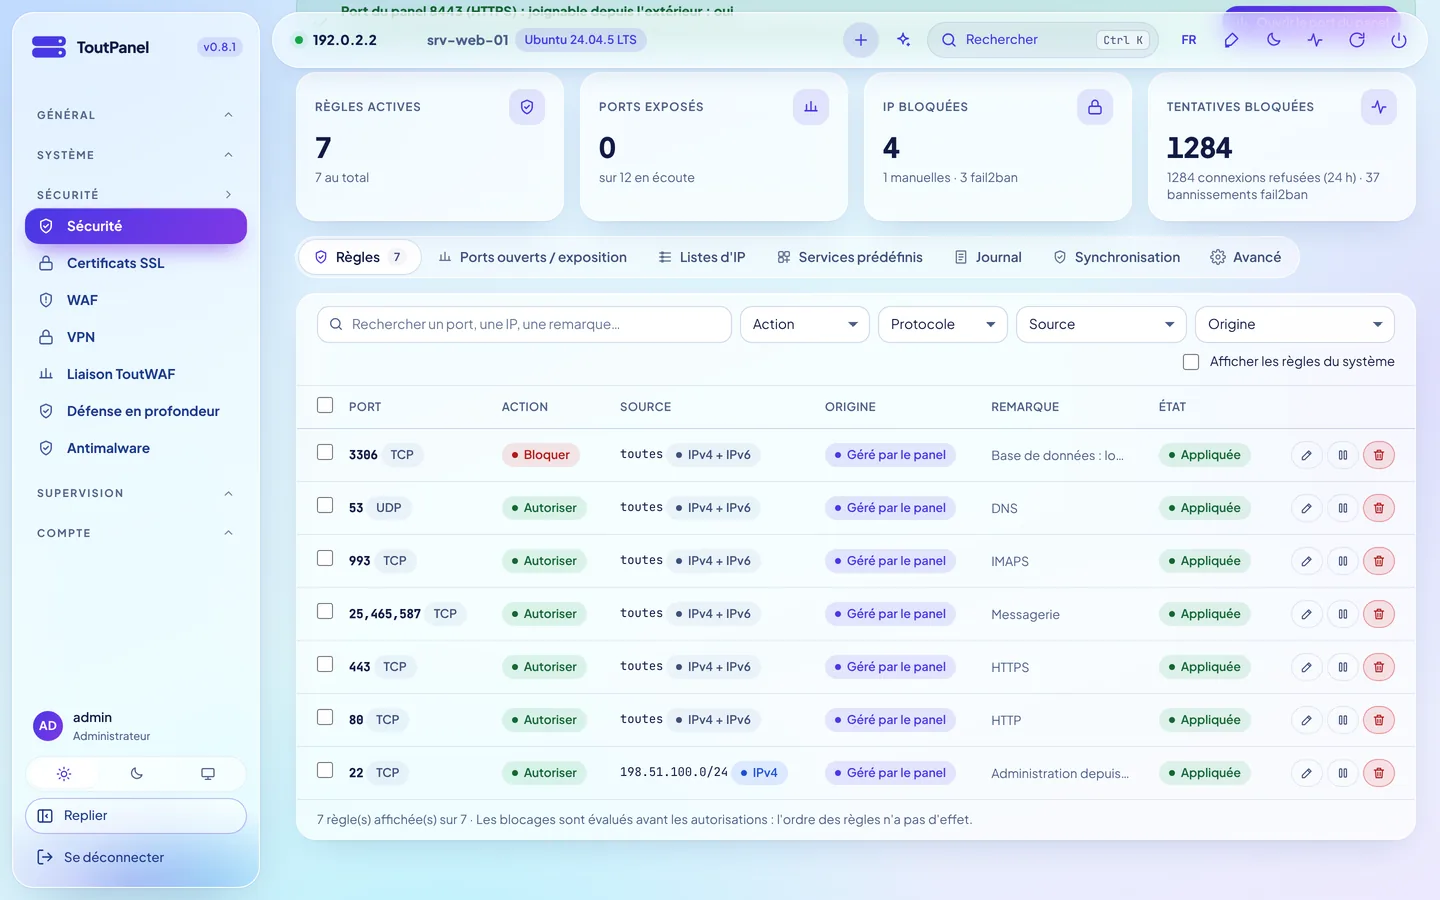 Port du panel 8443 (HTTPS) : joignable depuis l'extérieur : oui
ToutPanel
v0.8.1
192.0.2.2
srv-web-01
Ubuntu 24.04.5 LTS
Rechercher
Ctrl K
FR
GÉNÉRAL
SYSTÈME
SÉCURITÉ
Sécurité
Certificats SSL
WAF
VPN
Liaison ToutWAF
Défense en profondeur
Antimalware
SUPERVISION
COMPTE
AD
admin
Administrateur
Replier
Se déconnecter
RÈGLES ACTIVES
7
7 au total
PORTS EXPOSÉS
0
sur 12 en écoute
IP BLOQUÉES
4
1 manuelles · 3 fail2ban
TENTATIVES BLOQUÉES
1284
1284 connexions refusées (24 h) · 37
bannissements fail2ban
Règles 7
Ports ouverts / exposition
Listes d'IP
Services prédéfinis
Journal
Synchronisation
Avancé
Rechercher un port, une IP, une remarque...
Action
Protocole
Source
Origine
Afficher les règles du système
PORT ACTION SOURCE ORIGINE REMARQUE ÉTAT
3306 TCP Bloquer toutes IPv4 + IPv6 Géré par le panel Base de données : lo... Appliquée
53 UDP Autoriser toutes IPv4 + IPv6 Géré par le panel DNS Appliquée
993 TCP Autoriser toutes IPv4 + IPv6 Géré par le panel IMAPS Appliquée
25,465,587 TCP Autoriser toutes IPv4 + IPv6 Géré par le panel Messagerie Appliquée
443 TCP Autoriser toutes IPv4 + IPv6 Géré par le panel HTTPS Appliquée
80 TCP Autoriser toutes IPv4 + IPv6 Géré par le panel HTTP Appliquée
22 TCP Autoriser 198.51.100.0/24 IPv4 Géré par le panel Administration depuis... Appliquée
7 règle(s) affichée(s) sur 7 · Les blocages sont évalués avant les autorisations : l'ordre des règles n'a pas d'effet.